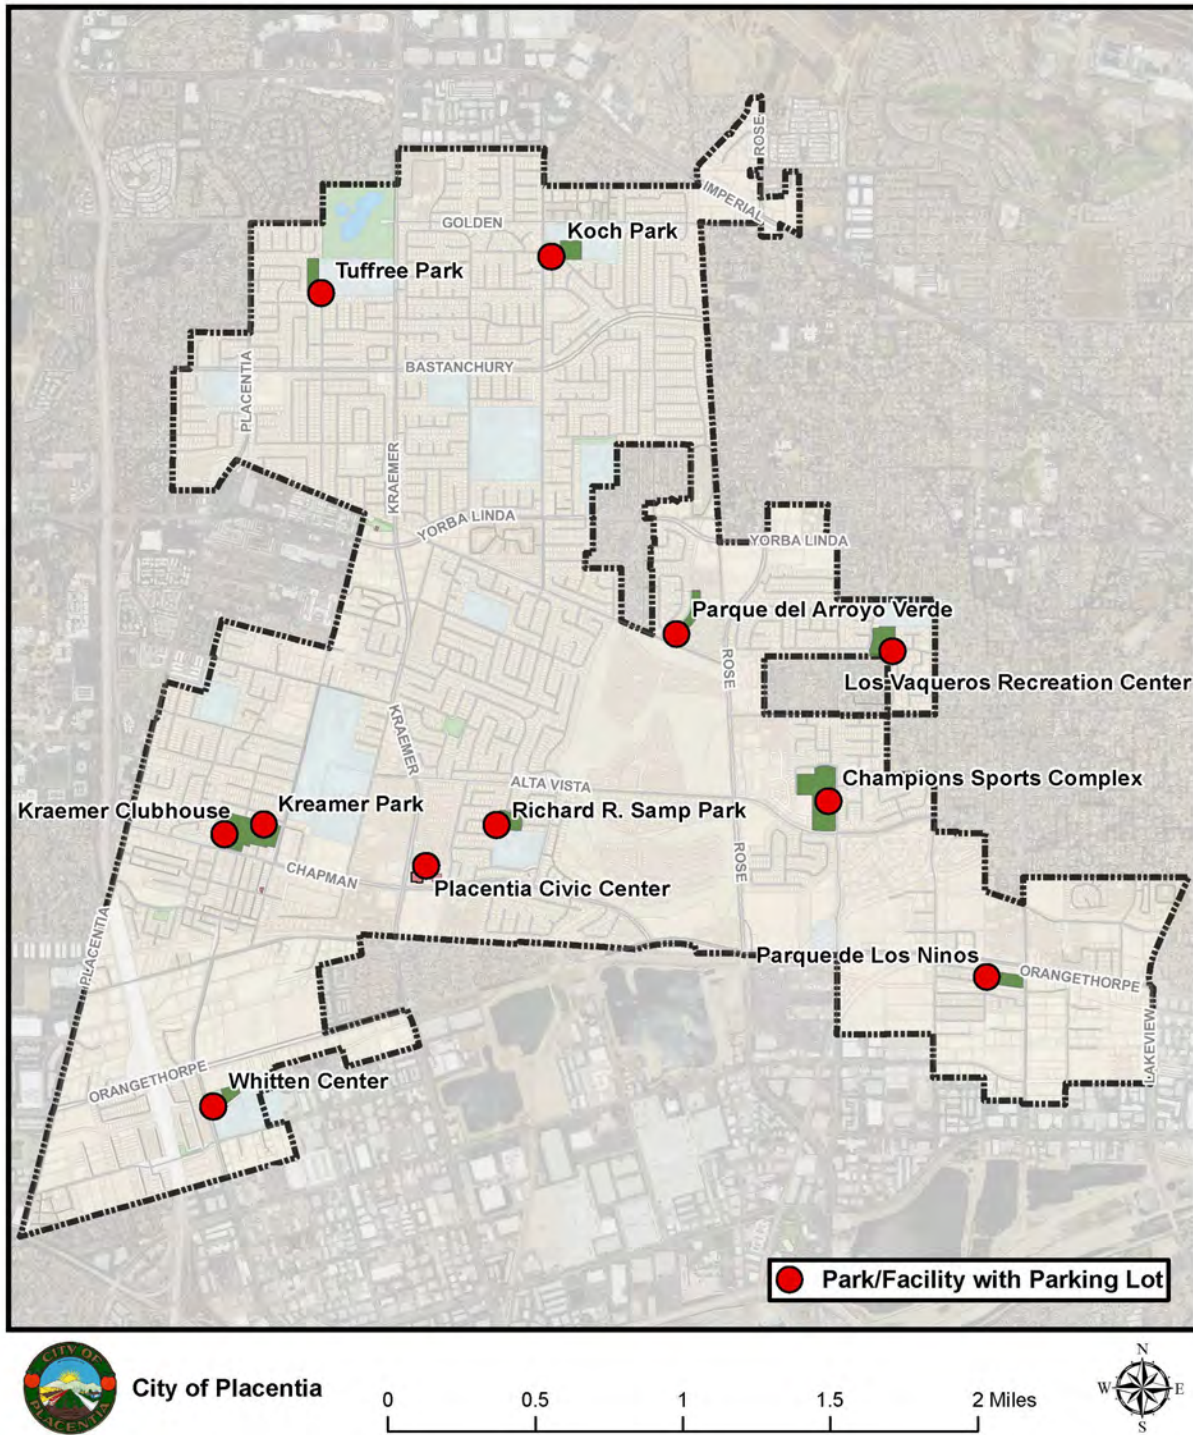 ROSE
IMPERIAL
GOLDEN
Koch Park
Tuffree Park
PLACENTIA
BASTANCHURY
KRAEMER
YORBA LINDA
YORBA LINDA
Parque del Arroyo Verde
ROSE
Los Vaqueros Recreation Center
KRAEMER
ALTA VISTA
Champions Sports Complex
Kraemer Clubhouse
Kreamer Park
Richard R. Samp Park
ROSE
CHAPMAN
Placentia Civic Center
PLACENTIA
Parque de Los Ninos
ORANGETHORPE
LAKEVIEW
ORANGETHORPE
Whitten Center
Park/Facility with Parking Lot
CITY OF
PLACENTIA
City of Placentia
0 0.5 1 1.5 2 Miles
N
W E
S